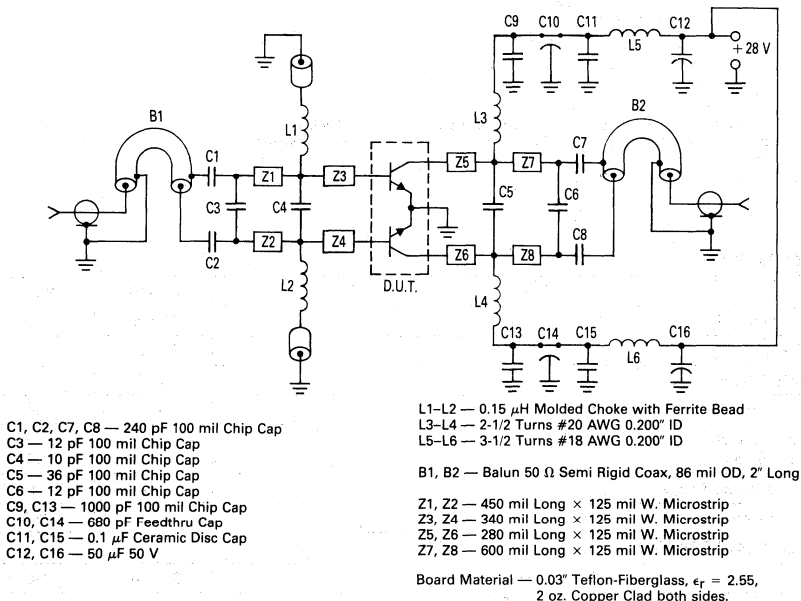 C9 C10 C11 C12
L5
+ 28 V
B1
L1
L3
B2
C1
C7
Z1 Z3 Z5 Z7
C3 C4 C5 C6
Z2 Z4 Z6 Z8
C2
C8
D.U.T.
L2
L4
C13 C14 C15 C16
L6
C1, C2, C7, C8 — 240 pF 100 mil Chip Cap
C3 — 12 pF 100 mil Chip Cap
C4 — 10 pF 100 mil Chip Cap
C5 — 36 pF 100 mil Chip Cap
C6 — 12 pF 100 mil Chip Cap
C9, C13 — 1000 pF 100 mil Chip Cap
C10, C14 — 680 pF Feedthru Cap
C11, C15 — 0.1 μF Ceramic Disc Cap
C12, C16 — 50 μF 50 V
L1–L2 — 0.15 μH Molded Choke with Ferrite Bead
L3–L4 — 2-1/2 Turns #20 AWG 0.200″ ID
L5–L6 — 3-1/2 Turns #18 AWG 0.200″ ID
B1, B2 — Balun 50 Ω Semi Rigid Coax, 86 mil OD, 2″ Long
Z1, Z2 — 450 mil Long × 125 mil W. Microstrip
Z3, Z4 — 340 mil Long × 125 mil W. Microstrip
Z5, Z6 — 280 mil Long × 125 mil W. Microstrip
Z7, Z8 — 600 mil Long × 125 mil W. Microstrip
Board Material — 0.03″ Teflon-Fiberglass, εr = 2.55,
2 oz. Copper Clad both sides.